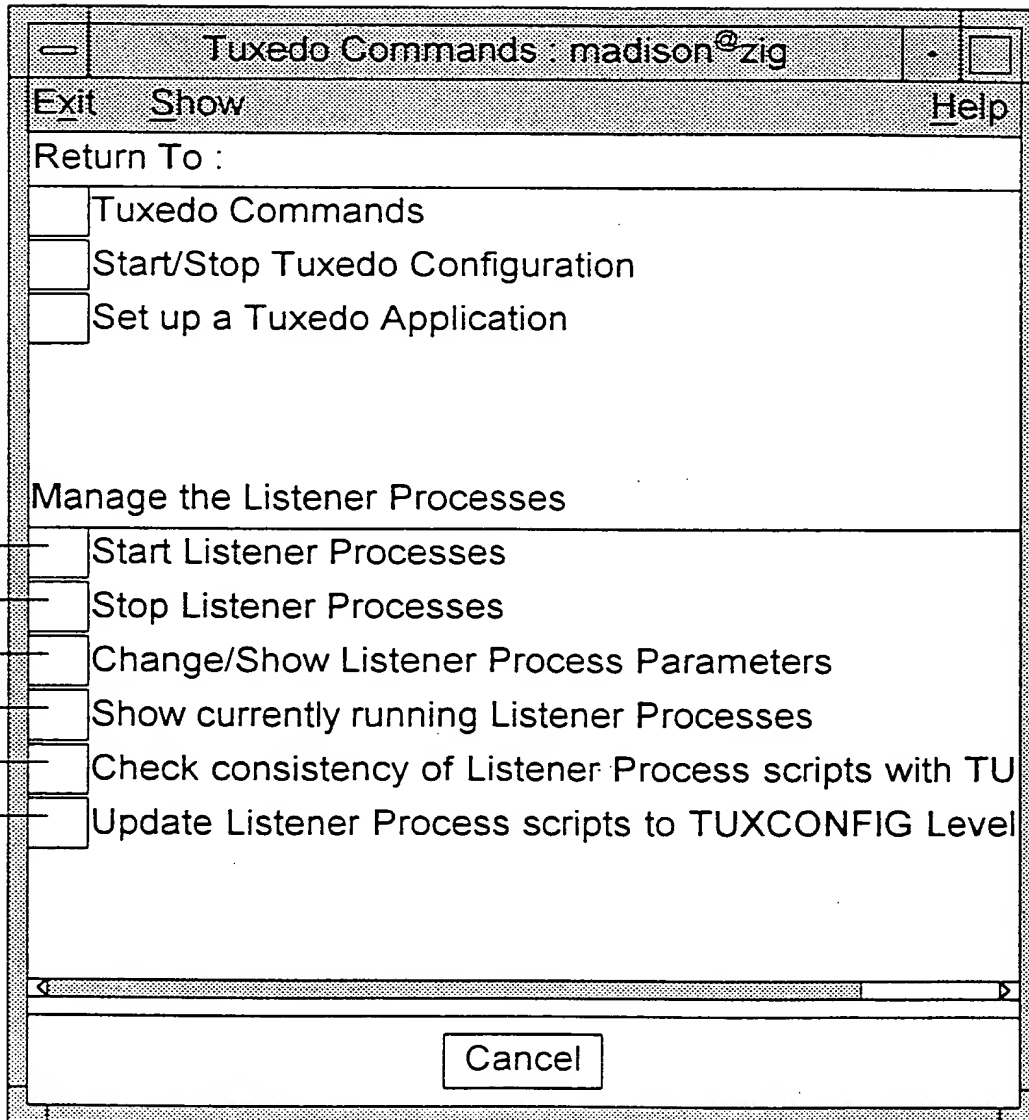 Tuxedo Commands : madison@zig
Exit Show Help
Return To :
Tuxedo Commands
Start/Stop Tuxedo Configuration
Set up a Tuxedo Application
Manage the Listener Processes
Start Listener Processes
Stop Listener Processes
Change/Show Listener Process Parameters
Show currently running Listener Processes
Check consistency of Listener Process scripts with TU
Update Listener Process scripts to TUXCONFIG Level
Cancel